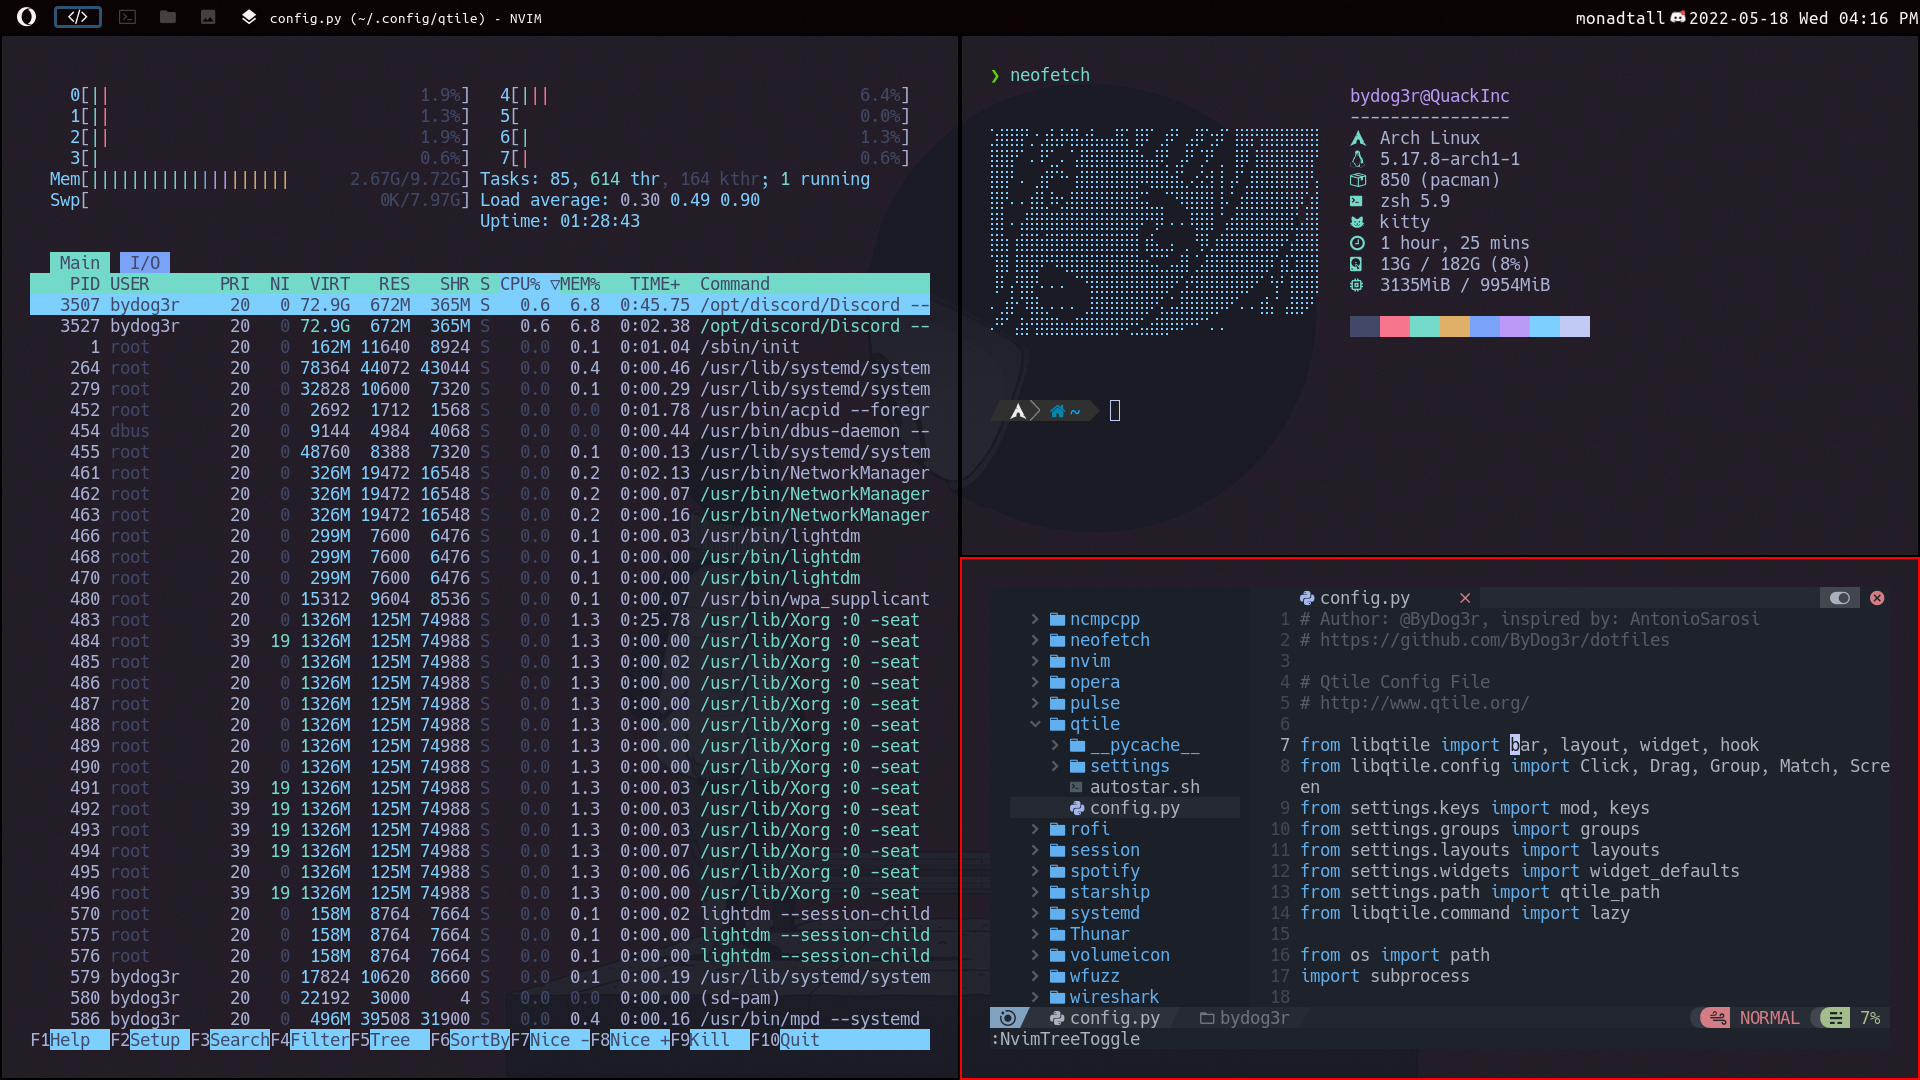 </> config.py (~/.config/qtile) - NVIM
monadtall 2022-05-18 Wed 04:16 PM
0[|| 1.9%] 4[||| 6.4%]
1[|| 1.3%] 5[ 0.0%]
2[|| 1.9%] 6[| 1.3%]
3[| 0.6%] 7[| 0.6%]
Mem[|||||||||||||||||||| 2.67G/9.72G] Tasks: 85, 614 thr, 164 kthr; 1 running
Swp[ 0K/7.97G] Load average: 0.30 0.49 0.90
Uptime: 01:28:43
Main I/O
PID USER PRI NI VIRT RES SHR S CPU% ▽MEM% TIME+ Command
3507 bydog3r 20 0 72.9G 672M 365M S 0.6 6.8 0:45.75 /opt/discord/Discord --
3527 bydog3r 20 0 72.9G 672M 365M S 0.6 6.8 0:02.38 /opt/discord/Discord --
1 root 20 0 162M 11640 8924 S 0.0 0.1 0:01.04 /sbin/init
264 root 20 0 78364 44072 43044 S 0.0 0.4 0:00.46 /usr/lib/systemd/system
279 root 20 0 32828 10600 7320 S 0.0 0.1 0:00.29 /usr/lib/systemd/system
452 root 20 0 2692 1712 1568 S 0.0 0.0 0:01.78 /usr/bin/acpid --foregr
454 dbus 20 0 9144 4984 4068 S 0.0 0.0 0:00.44 /usr/bin/dbus-daemon --
455 root 20 0 48760 8388 7320 S 0.0 0.1 0:00.13 /usr/lib/systemd/system
461 root 20 0 326M 19472 16548 S 0.0 0.2 0:02.13 /usr/bin/NetworkManager
462 root 20 0 326M 19472 16548 S 0.0 0.2 0:00.07 /usr/bin/NetworkManager
463 root 20 0 326M 19472 16548 S 0.0 0.2 0:00.16 /usr/bin/NetworkManager
466 root 20 0 299M 7600 6476 S 0.0 0.1 0:00.03 /usr/bin/lightdm
468 root 20 0 299M 7600 6476 S 0.0 0.1 0:00.00 /usr/bin/lightdm
470 root 20 0 299M 7600 6476 S 0.0 0.1 0:00.00 /usr/bin/lightdm
480 root 20 0 15312 9604 8536 S 0.0 0.1 0:00.07 /usr/bin/wpa_supplicant
483 root 20 0 1326M 125M 74988 S 0.0 1.3 0:25.78 /usr/lib/Xorg :0 -seat
484 root 39 19 1326M 125M 74988 S 0.0 1.3 0:00.00 /usr/lib/Xorg :0 -seat
485 root 20 0 1326M 125M 74988 S 0.0 1.3 0:00.02 /usr/lib/Xorg :0 -seat
486 root 20 0 1326M 125M 74988 S 0.0 1.3 0:00.00 /usr/lib/Xorg :0 -seat
487 root 20 0 1326M 125M 74988 S 0.0 1.3 0:00.00 /usr/lib/Xorg :0 -seat
488 root 20 0 1326M 125M 74988 S 0.0 1.3 0:00.00 /usr/lib/Xorg :0 -seat
489 root 20 0 1326M 125M 74988 S 0.0 1.3 0:00.00 /usr/lib/Xorg :0 -seat
490 root 20 0 1326M 125M 74988 S 0.0 1.3 0:00.00 /usr/lib/Xorg :0 -seat
491 root 39 19 1326M 125M 74988 S 0.0 1.3 0:00.03 /usr/lib/Xorg :0 -seat
492 root 39 19 1326M 125M 74988 S 0.0 1.3 0:00.03 /usr/lib/Xorg :0 -seat
493 root 39 19 1326M 125M 74988 S 0.0 1.3 0:00.03 /usr/lib/Xorg :0 -seat
494 root 39 19 1326M 125M 74988 S 0.0 1.3 0:00.07 /usr/lib/Xorg :0 -seat
495 root 20 0 1326M 125M 74988 S 0.0 1.3 0:00.06 /usr/lib/Xorg :0 -seat
496 root 39 19 1326M 125M 74988 S 0.0 1.3 0:00.00 /usr/lib/Xorg :0 -seat
570 root 20 0 158M 8764 7664 S 0.0 0.1 0:00.02 lightdm --session-child
575 root 20 0 158M 8764 7664 S 0.0 0.1 0:00.00 lightdm --session-child
576 root 20 0 158M 8764 7664 S 0.0 0.1 0:00.00 lightdm --session-child
579 bydog3r 20 0 17824 10620 8660 S 0.0 0.1 0:00.19 /usr/lib/systemd/system
580 bydog3r 20 0 22192 3000 4 S 0.0 0.0 0:00.00 (sd-pam)
586 bydog3r 20 0 496M 39508 31900 S 0.0 0.4 0:00.16 /usr/bin/mpd --systemd
F1Help F2Setup F3SearchF4FilterF5Tree F6SortByF7Nice -F8Nice +F9Kill F10Quit
❯ neofetch
bydog3r@QuackInc
----------------
Arch Linux
5.17.8-arch1-1
850 (pacman)
zsh 5.9
kitty
1 hour, 25 mins
13G / 182G (8%)
3135MiB / 9954MiB
~
ncmpcpp
neofetch
nvim
opera
pulse
qtile
__pycache__
settings
autostar.sh
config.py
rofi
session
spotify
starship
systemd
Thunar
volumeicon
wfuzz
wireshark
config.py ×
1 # Author: @ByDog3r, inspired by: AntonioSarosi
2 # https://github.com/ByDog3r/dotfiles
3
4 # Qtile Config File
5 # http://www.qtile.org/
6
7 from libqtile import bar, layout, widget, hook
8 from libqtile.config import Click, Drag, Group, Match, Scre
en
9 from settings.keys import mod, keys
10 from settings.groups import groups
11 from settings.layouts import layouts
12 from settings.widgets import widget_defaults
13 from settings.path import qtile_path
14 from libqtile.command import lazy
15
16 from os import path
17 import subprocess
18
config.py bydog3r NORMAL 7%
:NvimTreeToggle